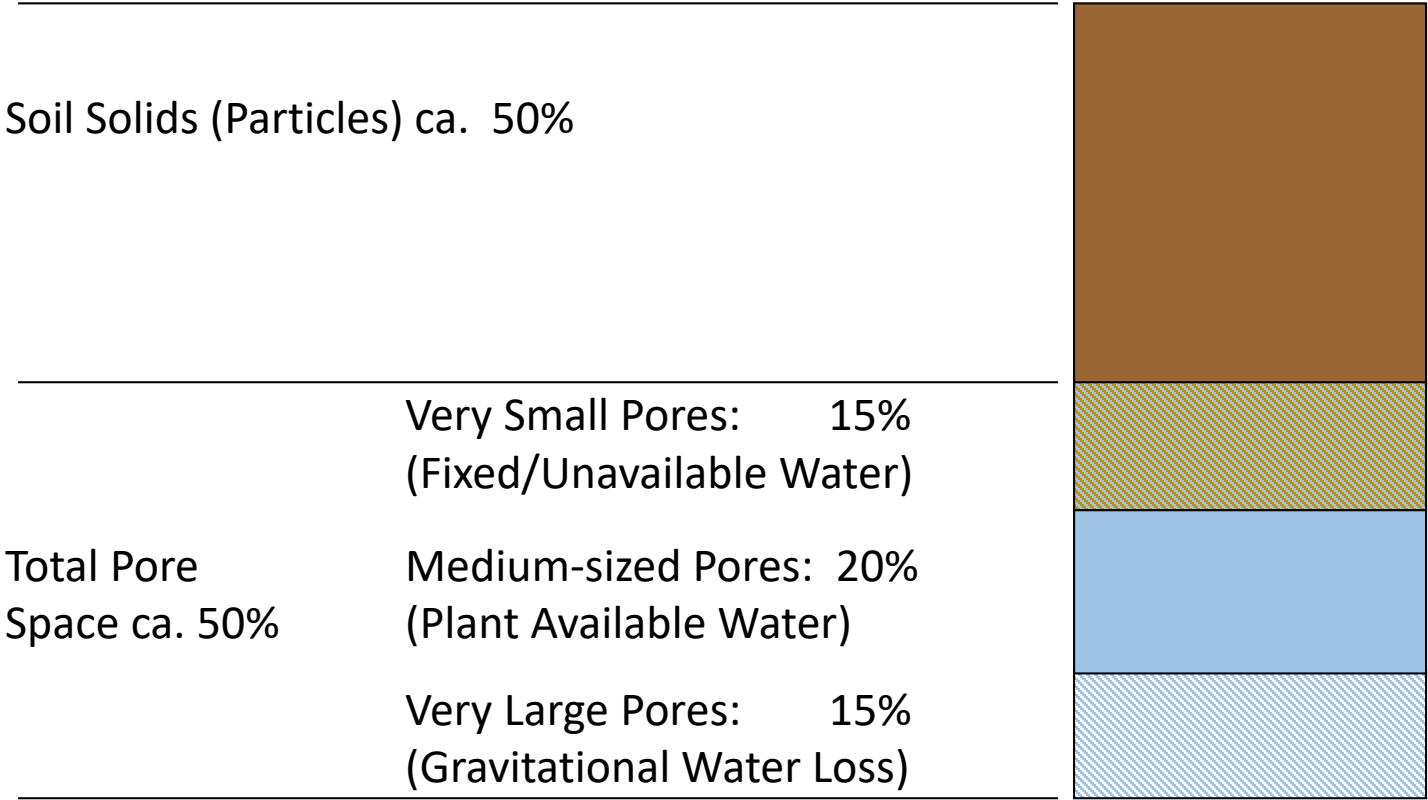 Soil Solids (Particles) ca. 50%
Very Small Pores: 15%
(Fixed/Unavailable Water)
Total Pore
Space ca. 50%
Medium-sized Pores: 20%
(Plant Available Water)
Very Large Pores: 15%
(Gravitational Water Loss)